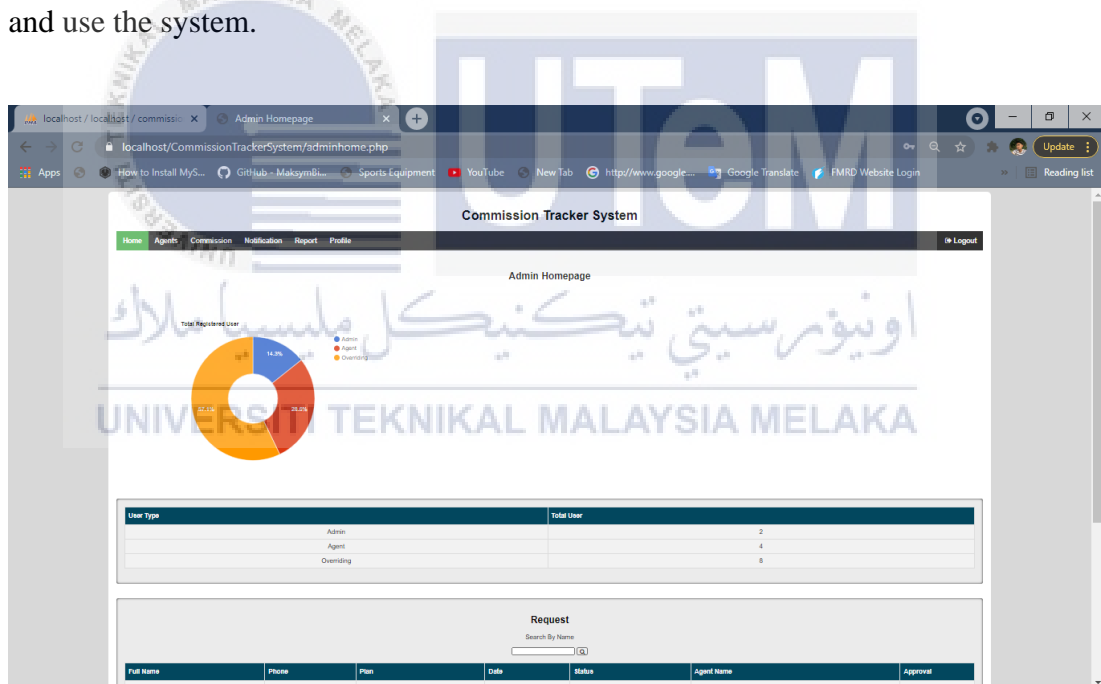 and use the system.
UTeM
localhost / localhost / commissio
Admin Homepage
localhost/CommissionTrackerSystem/adminhome.php
Update
Apps
How to Install MyS...
GitHub - MaksymBi...
Sports Equipment
YouTube
New Tab
http://www.google....
Google Translate
FMRD Website Login
»
Reading list
Commission Tracker System
Home Agents Commission Notification Report Profile Logout
Admin Homepage
اونيۏرسيتي تيكنيكل مليسيا ملاك
Total Registered User
Admin
Agent
Overriding
14.3%
57.1%
28.6%
UNIVERSITI TEKNIKAL MALAYSIA MELAKA
User Type Total User
Admin 2
Agent 4
Overriding 8
Request
Search By Name
Full Name Phone Plan Date Status Agent Name Approval